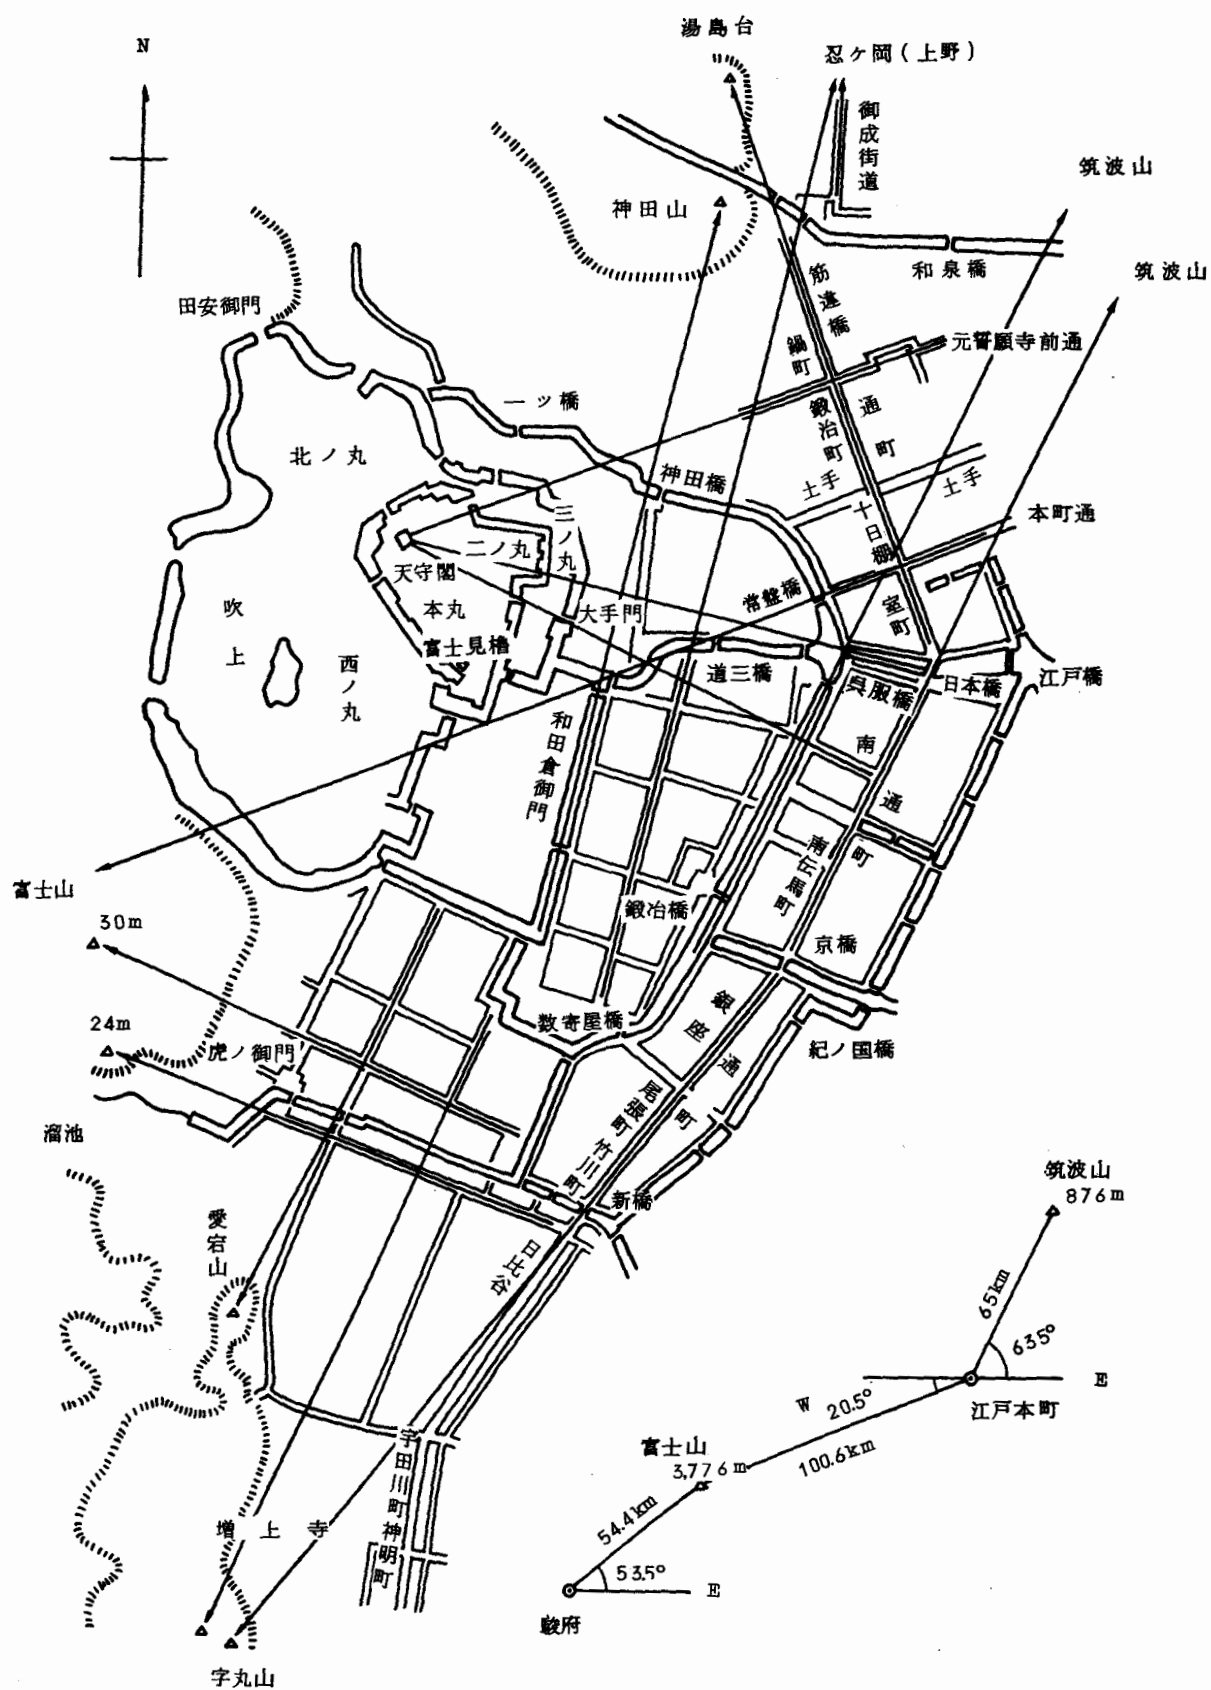 湯島台
N
忍ケ岡(上野)
御成街道
筑波山
神田山
和泉橋
筑波山
田安御門
筋違橋
鍋町
元誓願寺前通
一ツ橋
鍛冶町
通町
北ノ丸
神田橋
土手
土手
本町通
十日棚
三ノ丸
二ノ丸
天守閣
常盤橋
室町
吹上
本丸
大手門
富士見櫓
西ノ丸
道三橋
呉服橋
日本橋
江戸橋
和田倉御門
南通町
南伝馬町
富士山
30m
鍛冶橋
京橋
24m
数寄屋橋
銀座通町
紀ノ国橋
虎ノ御門
尾張町
竹川町
溜池
新橋
筑波山
876m
愛宕山
日比谷
65km
63.5°
W
20.5°
E
江戸本町
富士山
3,776m
100.6km
宇田川町
神明町
54.4km
増上寺
53.5°
E
駿府
字丸山